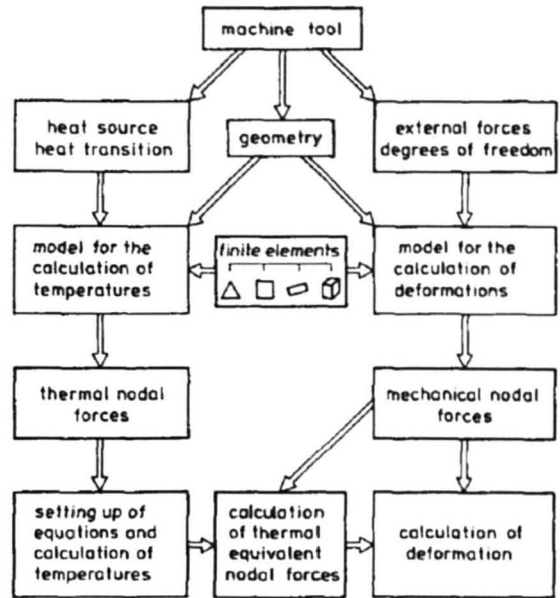 machine tool
heat source
heat transition
geometry
external forces
degrees of freedom
model for the
calculation of
temperatures
finite elements
model for the
calculation of
deformations
thermal nodal
forces
mechanical nodal
forces
setting up of
equations and
calculation of
temperatures
calculation
of thermal
equivalent
nodal forces
calculation of
deformation